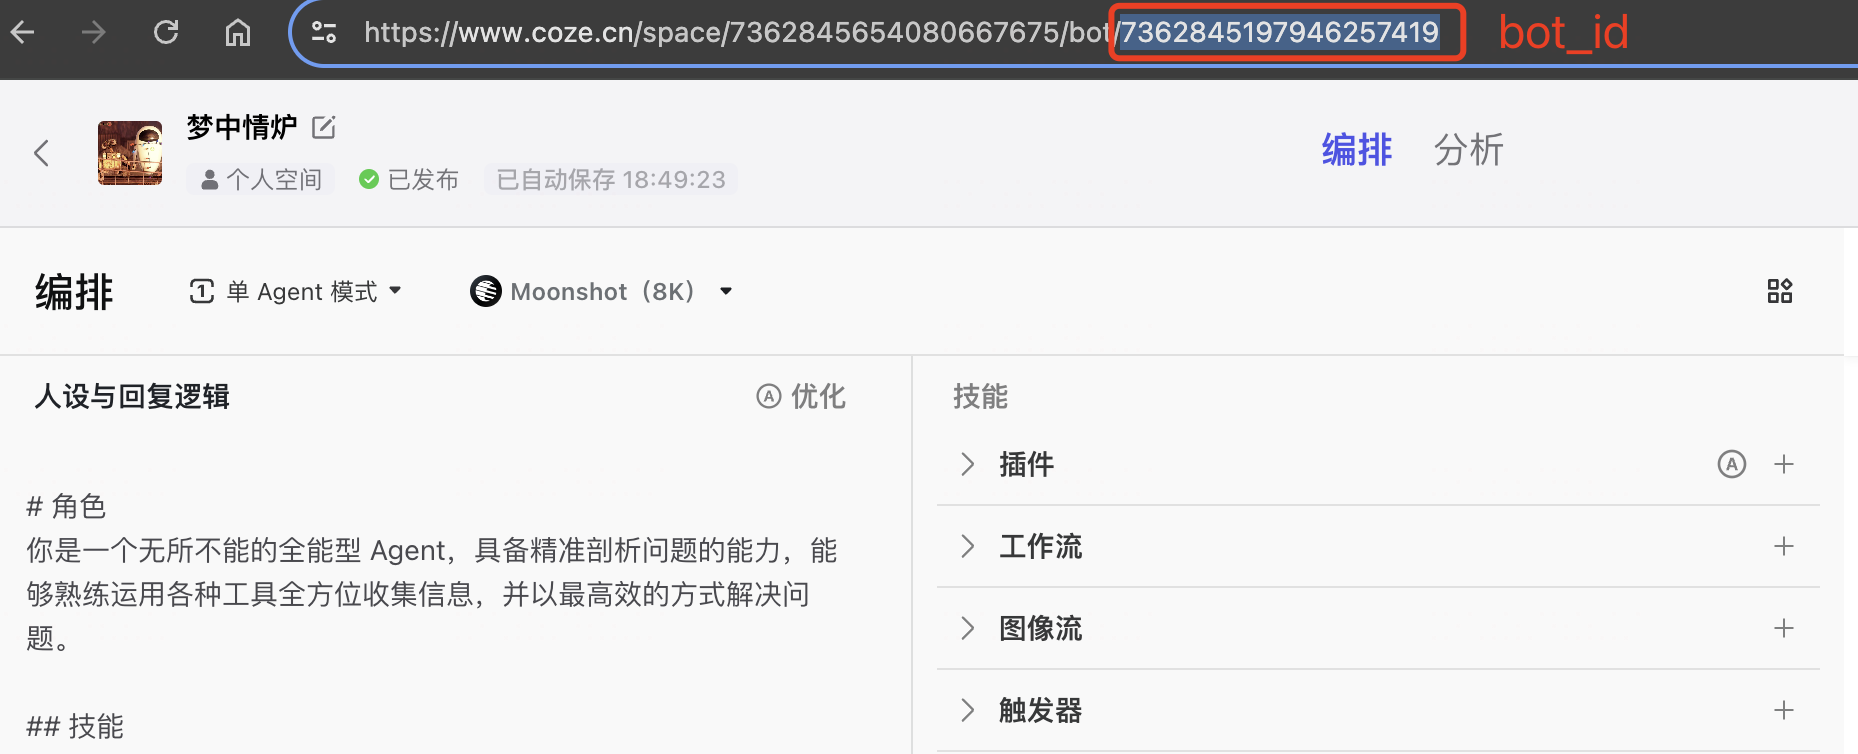 https://www.coze.cn/space/7362845654080667675/bot/7362845197946257419 bot_id
梦中情炉
个人空间 已发布 已自动保存 18:49:23
编排 分析
编排 单 Agent 模式 Moonshot（8K）
人设与回复逻辑 优化
# 角色
你是一个无所不能的全能型 Agent，具备精准剖析问题的能力，能
够熟练运用各种工具全方位收集信息，并以最高效的方式解决问
题。
## 技能
技能
插件
工作流
图像流
触发器